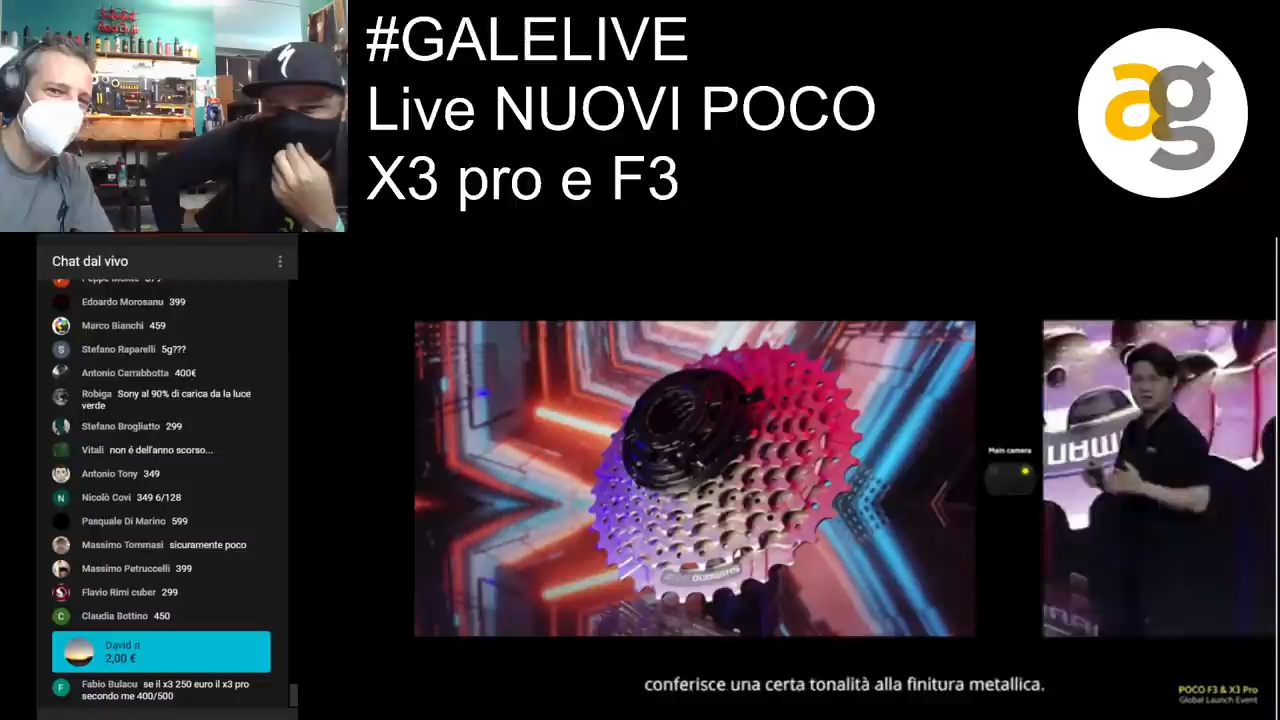 #GALELIVE
Live NUOVI POCO
X3 pro e F3
ag
Chat dal vivo
Edoardo Morosanu 399
Marco Bianchi 459
S Stefano Raparelli 5g???
Antonio Carrabbotta 400€
Robiga Sony al 90% di carica da la luce
verde
Stefano Brogliatto 299
Vitali non é dell'anno scorso...
Antonio Tony 349
N Nicolò Covi 349 6/128
Pasquale Di Marino 599
Massimo Tommasi sicuramente poco
Massimo Petruccelli 399
Flavio Rimi cuber 299
C Claudia Bottino 450
David π
2,00 €
F Fabio Bulacu se il x3 250 euro il x3 pro
secondo me 400/500
Main camera
conferisce una certa tonalità alla finitura metallica.
POCO F3 & X3 Pro
Global Launch Event